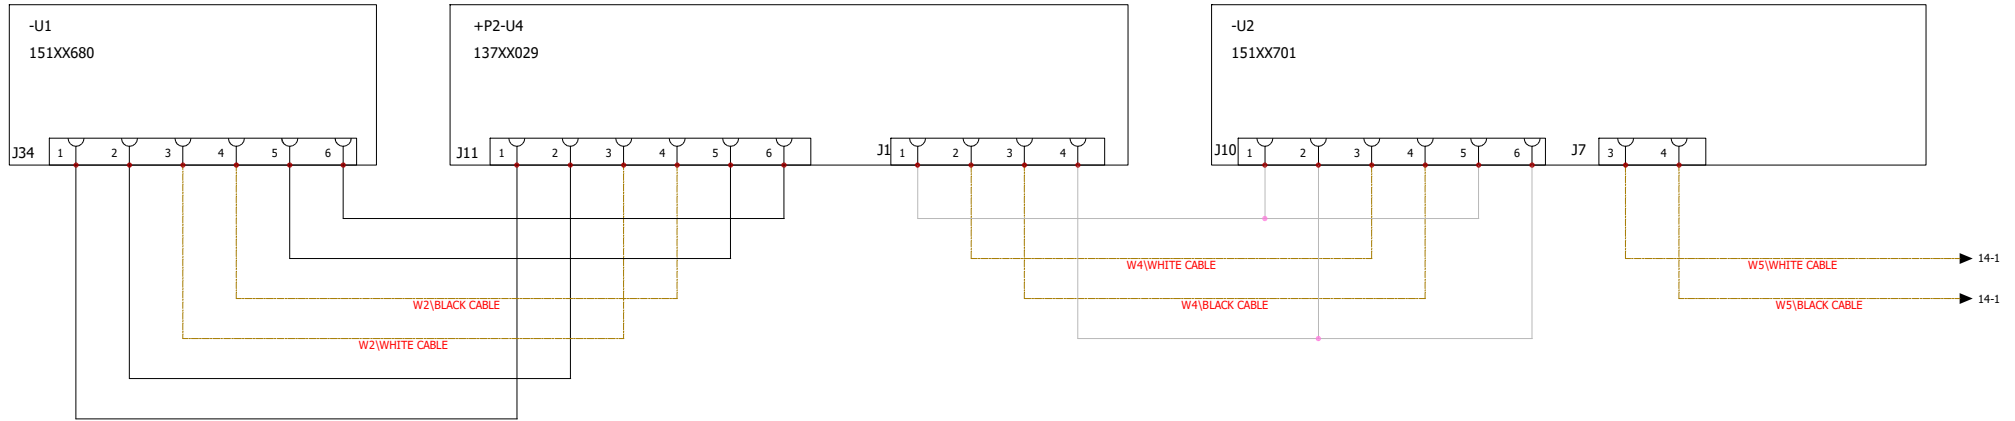 -U1
151XX680
J34
1 2 3 4 5 6
+P2-U4
137XX029
J11
1 2 3 4 5 6
J1
1 2 3 4
-U2
151XX701
J10
1 2 3 4 5 6
J7
3 4
W4\WHITE CABLE
W5\WHITE CABLE
14-1
W2\BLACK CABLE
W4\BLACK CABLE
W5\BLACK CABLE
14-1
W2\WHITE CABLE